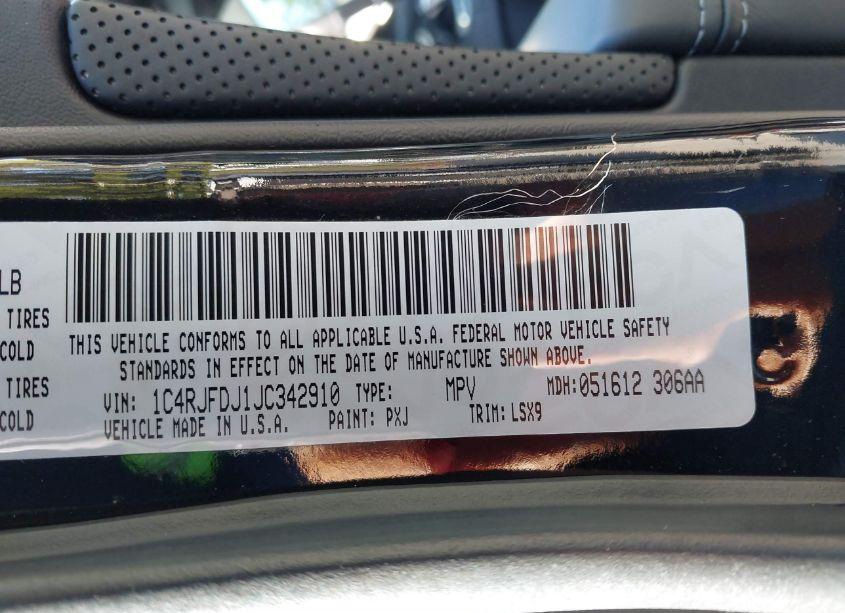 LB
TIRES
COLD
TIRES
COLD
THIS VEHICLE CONFORMS TO ALL APPLICABLE U.S.A. FEDERAL MOTOR VEHICLE SAFETY
STANDARDS IN EFFECT ON THE DATE OF MANUFACTURE SHOWN ABOVE.
VIN: 1C4RJFDJ1JC342910 TYPE: MPV MDH: 051612 306AA
VEHICLE MADE IN U.S.A. PAINT: PXJ TRIM: LSX9